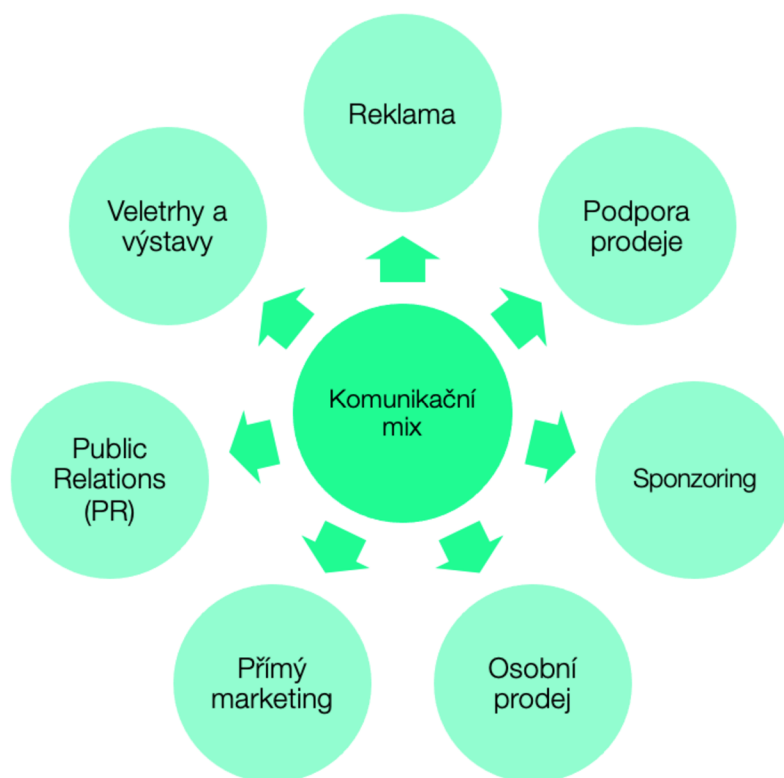 Reklama
Podpora
prodeje
Sponzoring
Osobní
prodej
Přímý
marketing
Public
Relations
(PR)
Veletrhy a
výstavy
Komunikační
mix